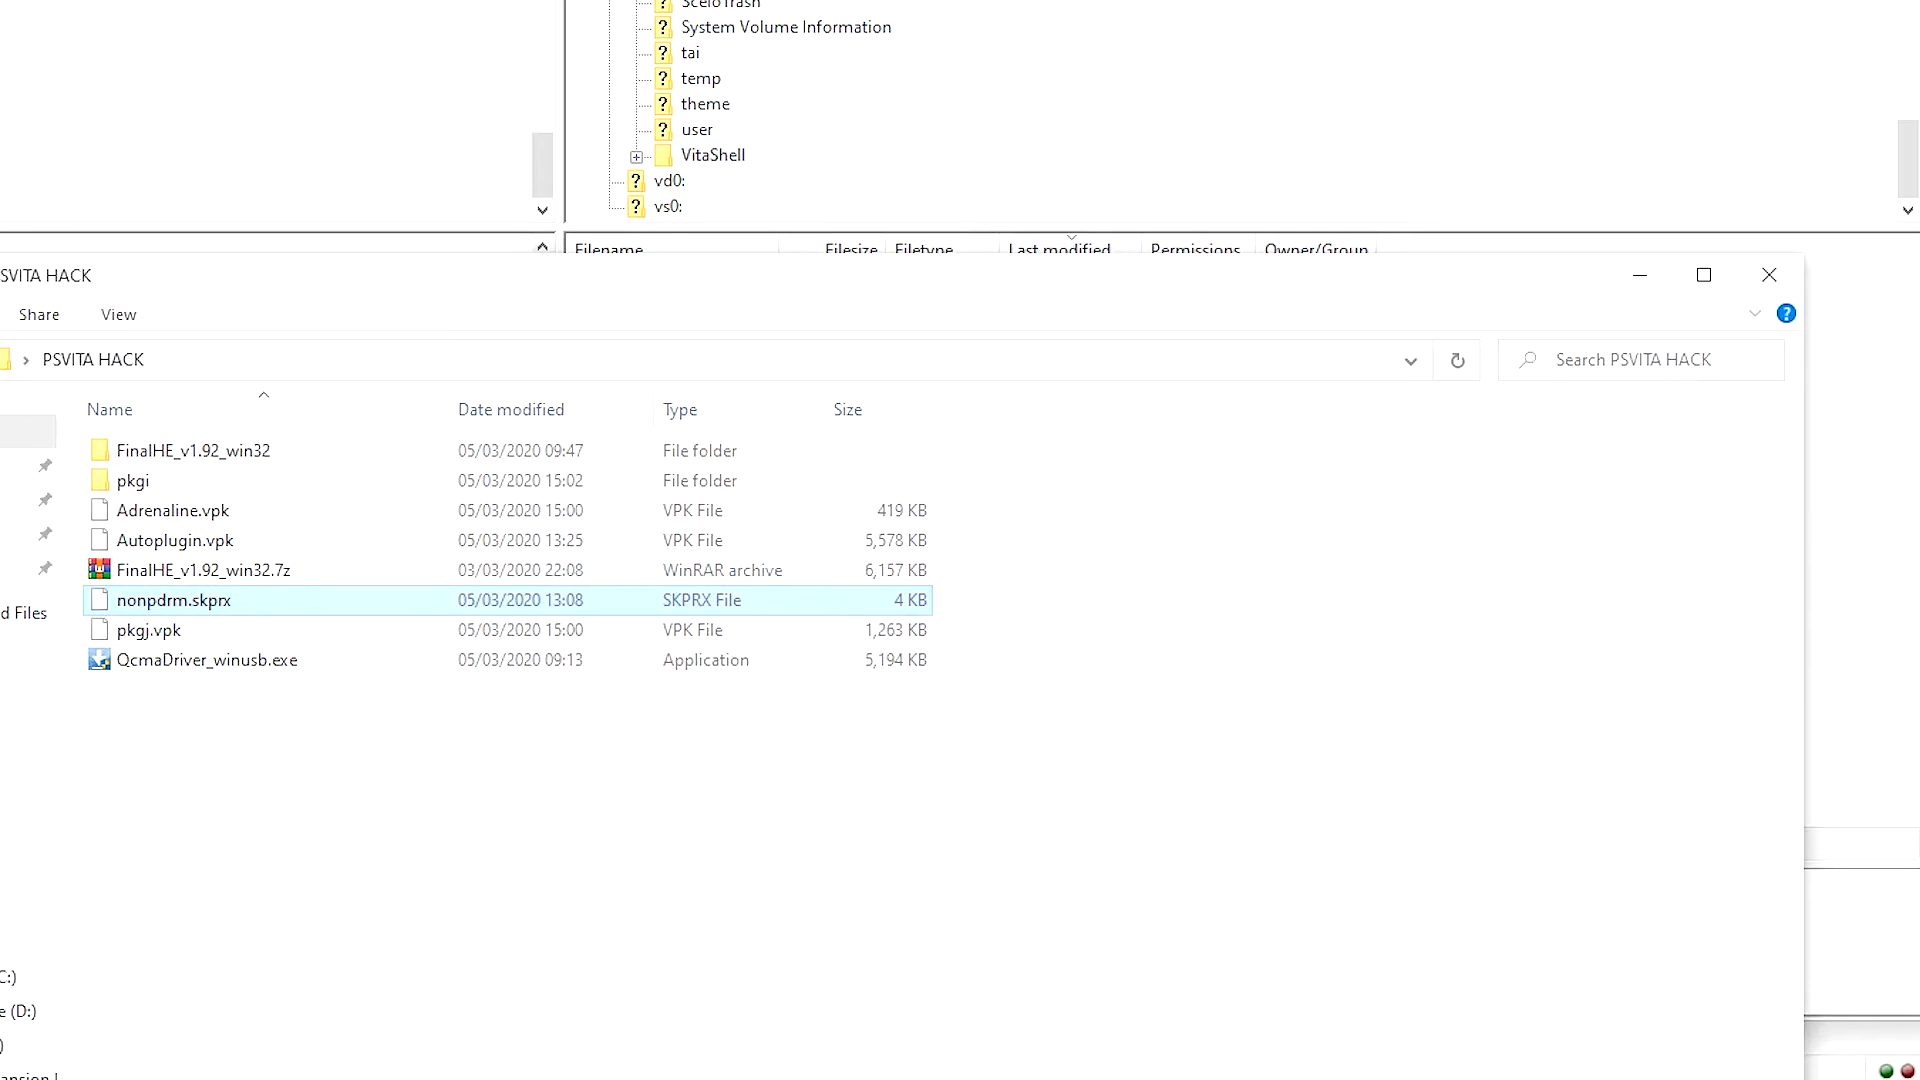 SceIoTrash
System Volume Information
tai
temp
theme
user
VitaShell
vd0:
vs0:
Filename Filesize Filetype Last modified Permissions Owner/Group
SVITA HACK
Share View
PSVITA HACK
Search PSVITA HACK
Name Date modified Type Size
FinalHE_v1.92_win32 05/03/2020 09:47 File folder
pkgi 05/03/2020 15:02 File folder
Adrenaline.vpk 05/03/2020 15:00 VPK File 419 KB
Autoplugin.vpk 05/03/2020 13:25 VPK File 5,578 KB
FinalHE_v1.92_win32.7z 03/03/2020 22:08 WinRAR archive 6,157 KB
nonpdrm.skprx 05/03/2020 13:08 SKPRX File 4 KB
d Files
pkgj.vpk 05/03/2020 15:00 VPK File 1,263 KB
QcmaDriver_winusb.exe 05/03/2020 09:13 Application 5,194 KB
C:)
e (D:)
)